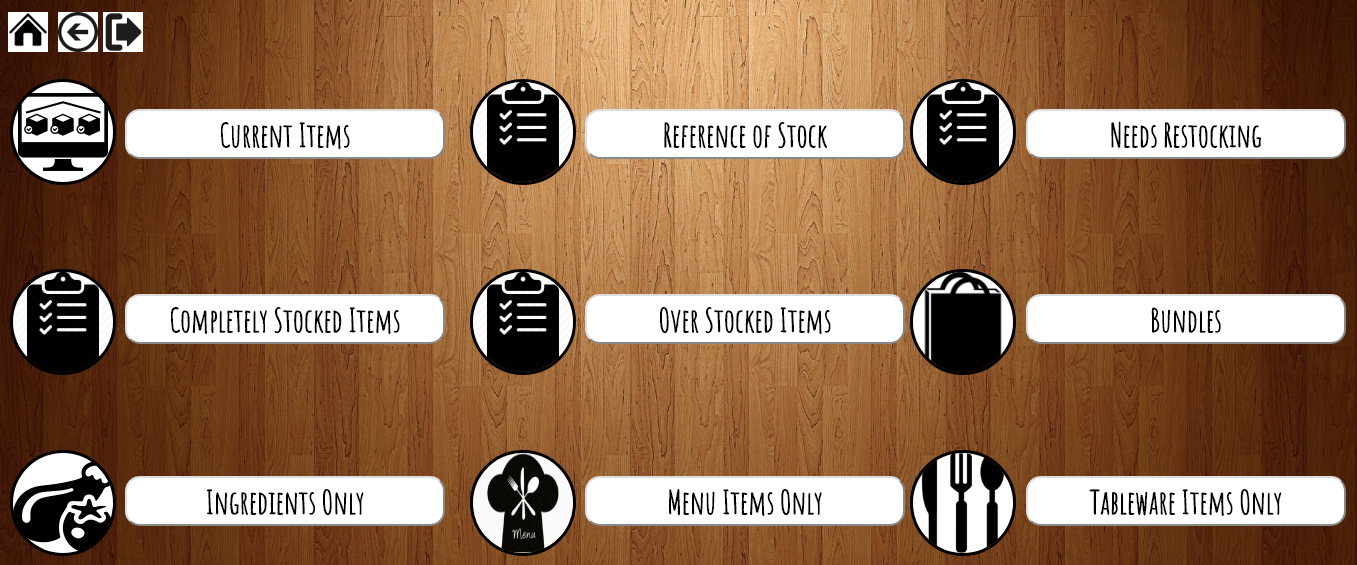 Current Items
Reference of Stock
Needs Restocking
Completely Stocked Items
Over Stocked Items
Bundles
Ingredients Only
Menu Items Only
Menu
Tableware Items Only